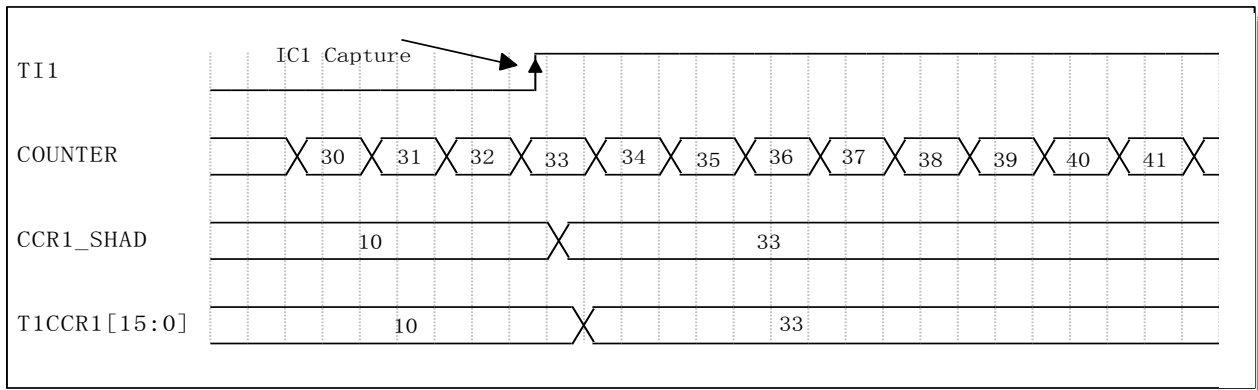 IC1 Capture
TI1
COUNTER 30 31 32 33 34 35 36 37 38 39 40 41
CCR1_SHAD 10 33
T1CCR1[15:0] 10 33